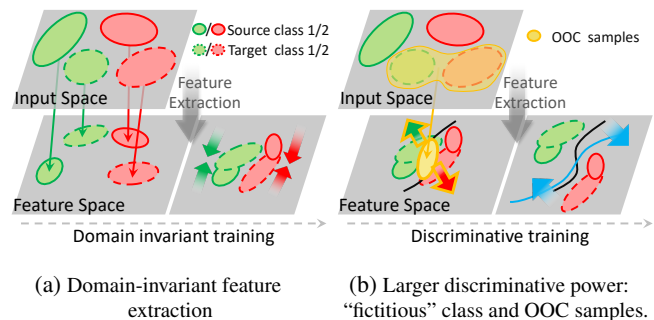 Source class 1/2
Target class 1/2
Input Space
Feature
Extraction
Feature Space
Domain invariant training
(a) Domain-invariant feature
extraction
OOC samples
Input Space
Feature
Extraction
Feature Space
Discriminative training
(b) Larger discriminative power:
“fictitious” class and OOC samples.